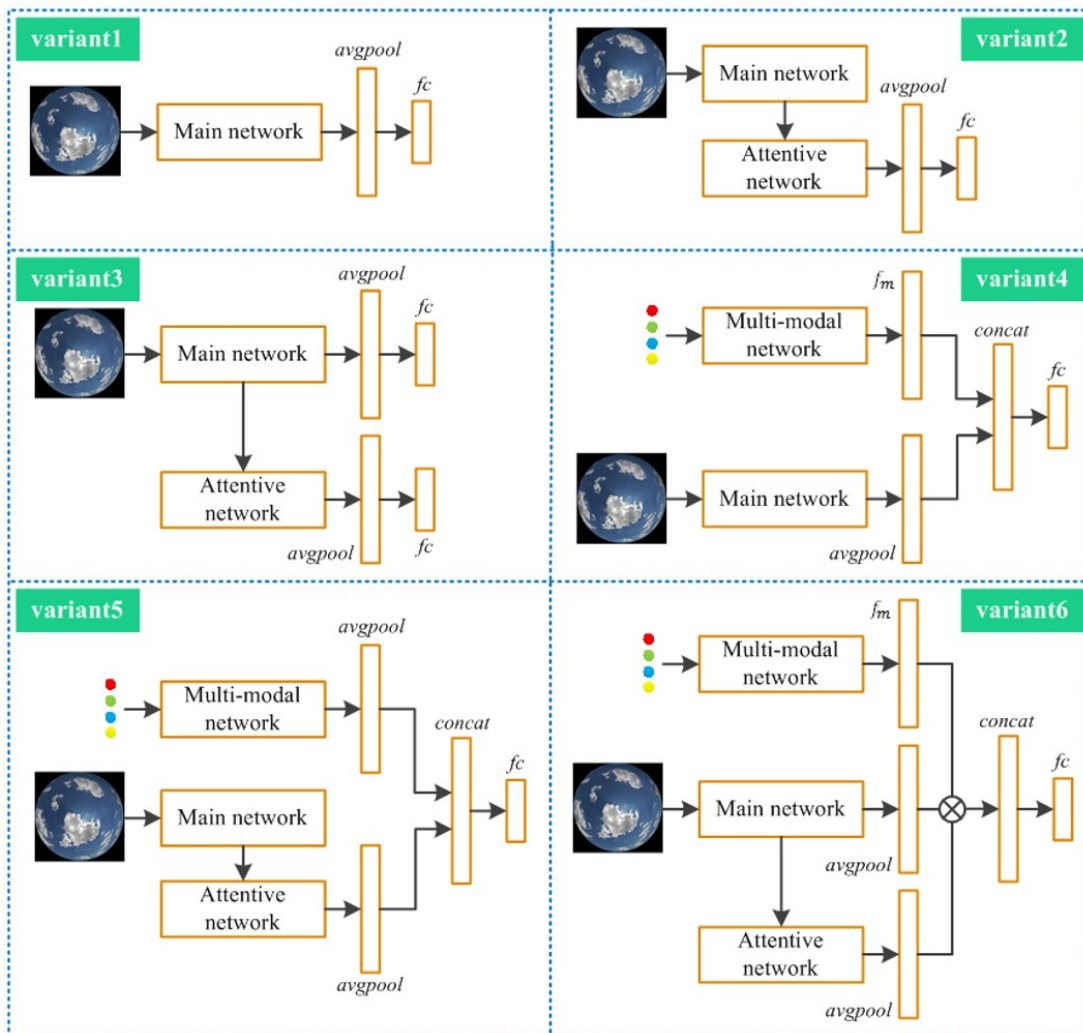 variant1
avgpool
fc
Main network
variant2
Main network
avgpool
fc
Attentive
network
variant3
avgpool
fc
Main network
Attentive
network
avgpool
fc
variant4
fm
Multi-modal
network
concat
fc
Main network
avgpool
variant5
avgpool
Multi-modal
network
concat
fc
Main network
Attentive
network
avgpool
variant6
fm
Multi-modal
network
concat
fc
Main network
avgpool
Attentive
network
avgpool